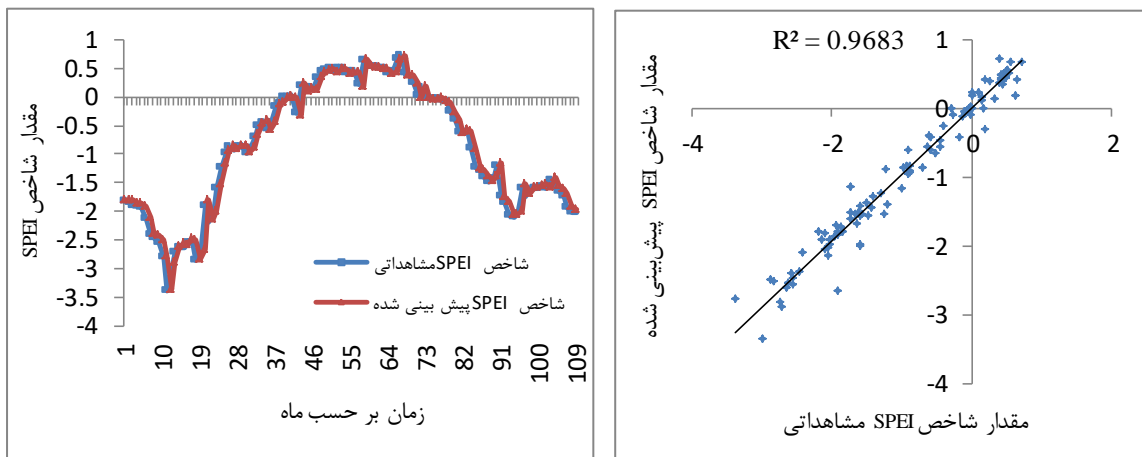 1
0.5
0
-0.5
-1
-1.5
-2
-2.5
-3
-3.5
-4
مقدار شاخص SPEI
شاخص SPEIمشاهداتی
شاخص SPEIپیش بینی شده
1 10 19 28 37 46 55 64 73 82 91 100 109
زمان بر حسب ماه
R² = 0.9683
1
0
-1
-2
-3
-4
-4 -2 0 2
مقدار شاخص SPEI پیش‌بینی شده
مقدار شاخص SPEI مشاهداتی